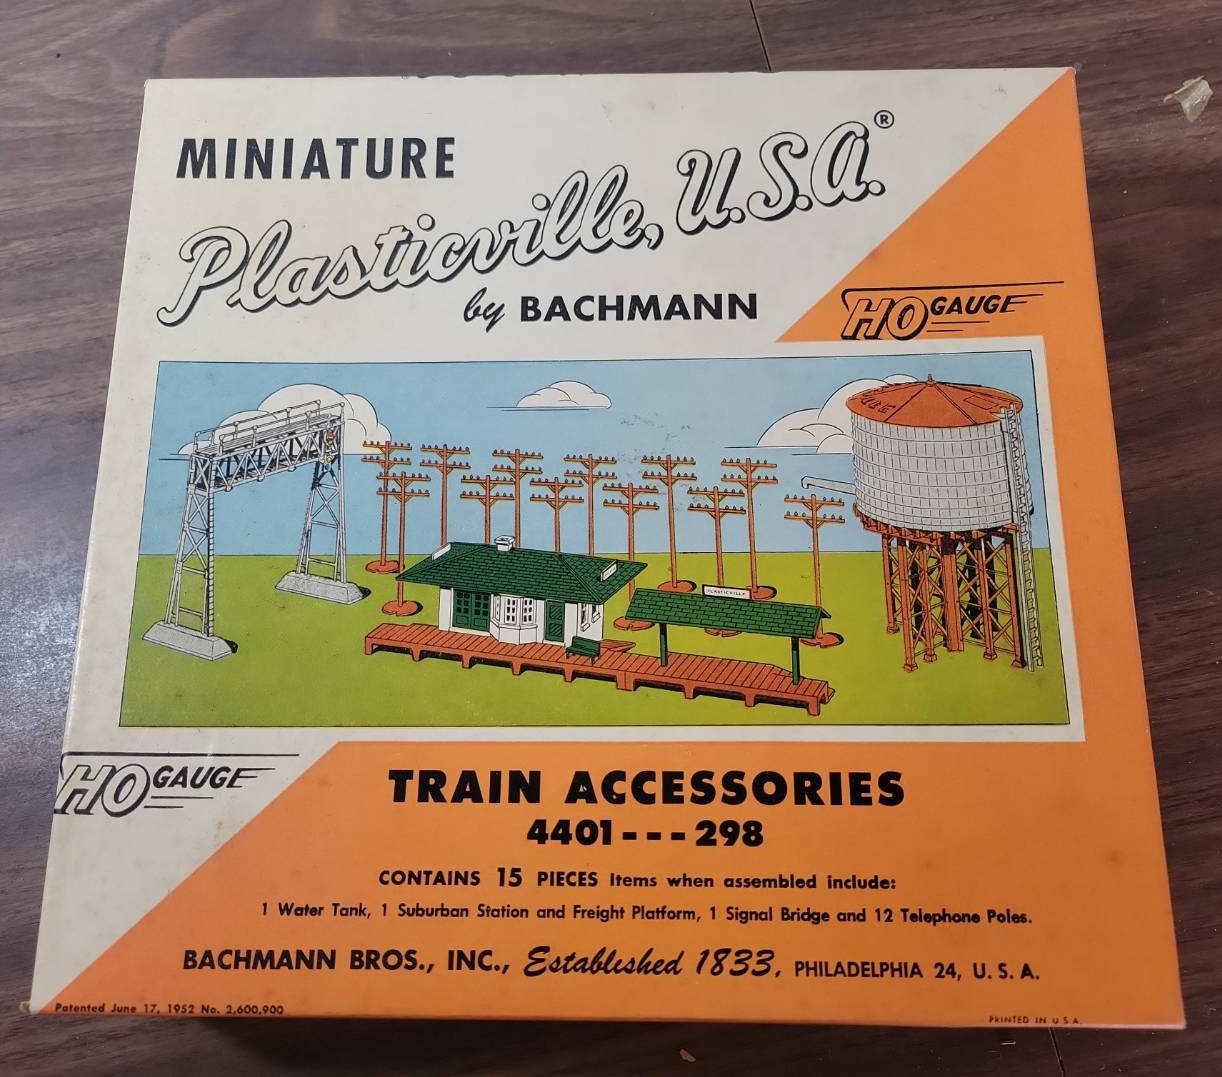 MINIATURE
Plasticville, U.S.A.®
by BACHMANN
HO GAUGE
PLASTICVILLE
HO GAUGE
TRAIN ACCESSORIES
4401 - - - 298
CONTAINS 15 PIECES Items when assembled include:
1 Water Tank, 1 Suburban Station and Freight Platform, 1 Signal Bridge and 12 Telephone Poles.
BACHMANN BROS., INC., Established 1833, PHILADELPHIA 24, U. S. A.
Patented June 17, 1952 No. 2,600,900
PRINTED IN U S A